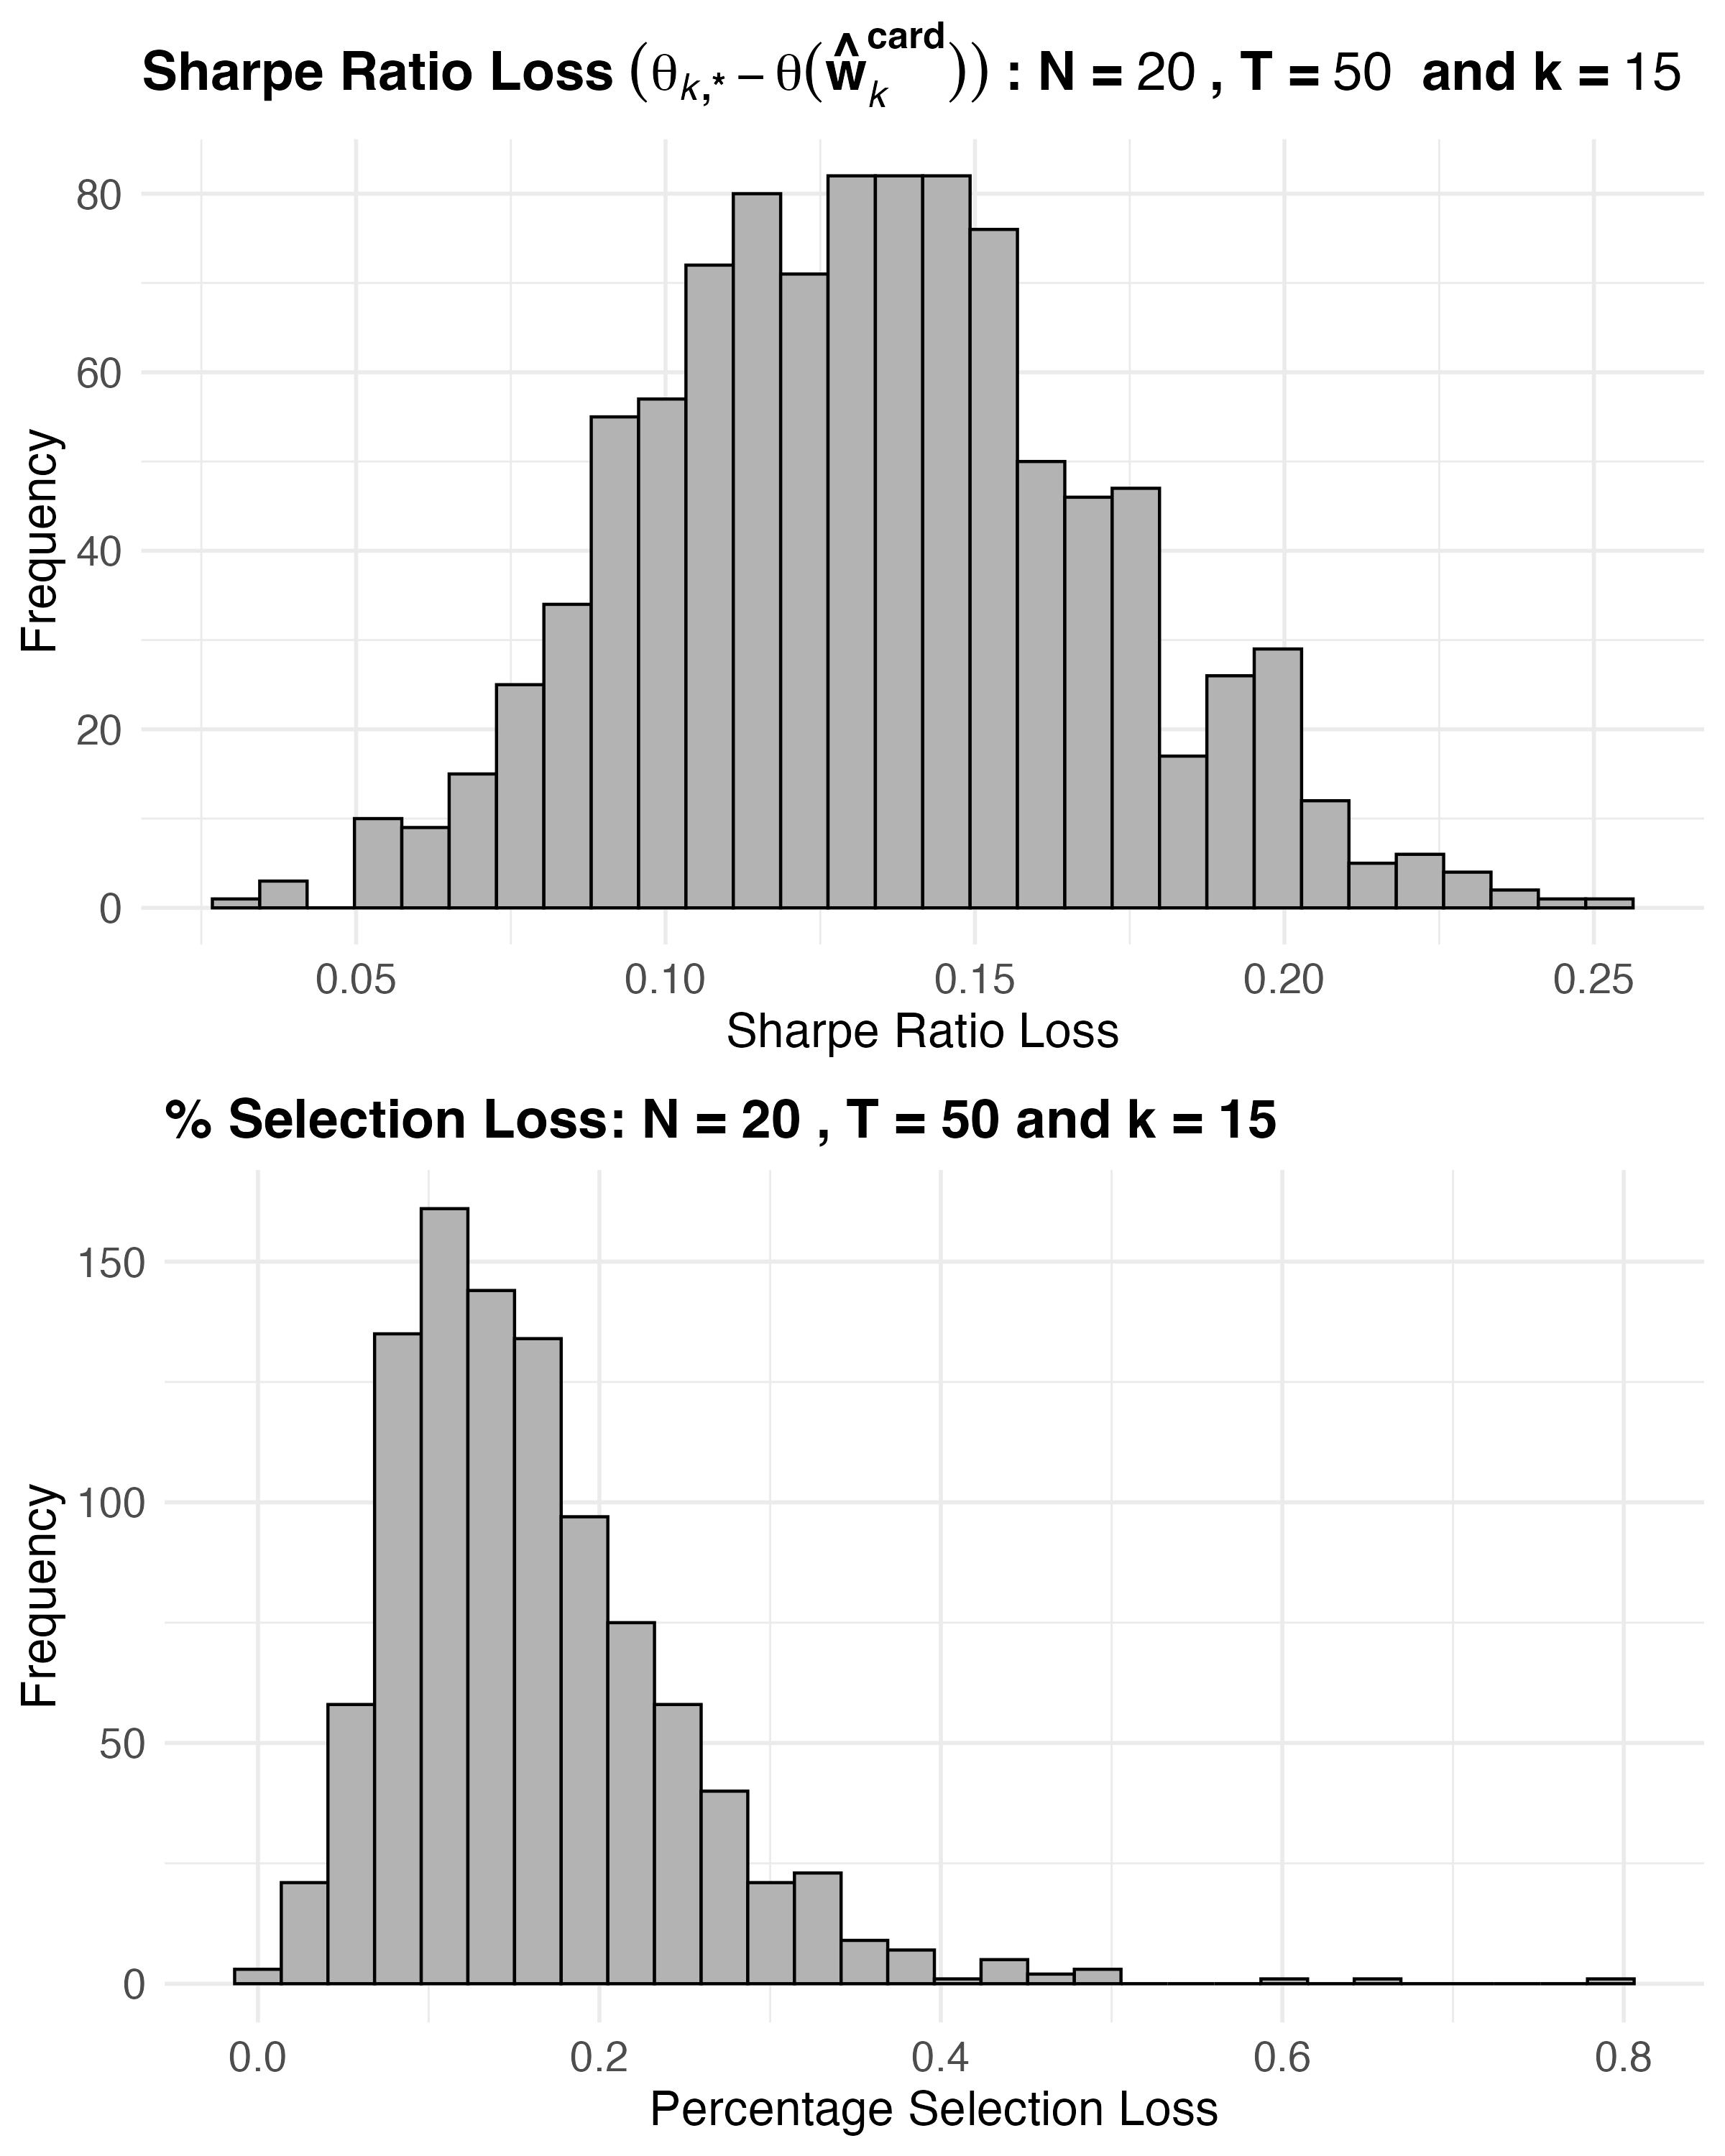 Sharpe Ratio Loss (θk,* − θ(ŵk^card)) : N = 20 , T = 50 and k = 15
80
60
40
20
0
Frequency
0.05 0.10 0.15 0.20 0.25
Sharpe Ratio Loss
% Selection Loss: N = 20 , T = 50 and k = 15
150
100
50
0
Frequency
0.0 0.2 0.4 0.6 0.8
Percentage Selection Loss